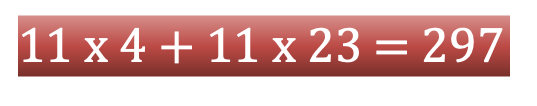 11 x 4 + 11 x 23 = 297